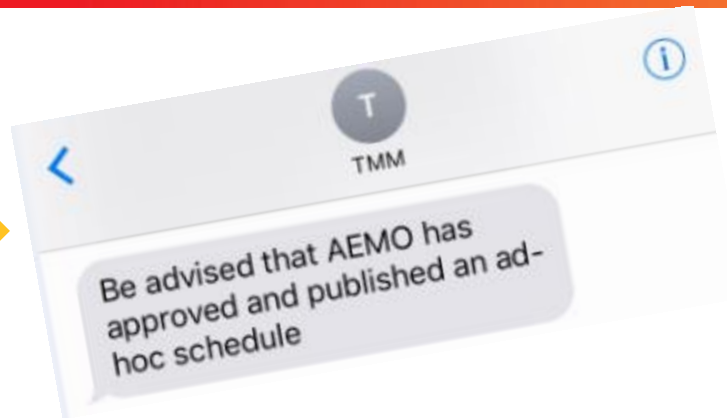 T
TMM
Be advised that AEMO has
approved and published an ad-
hoc schedule